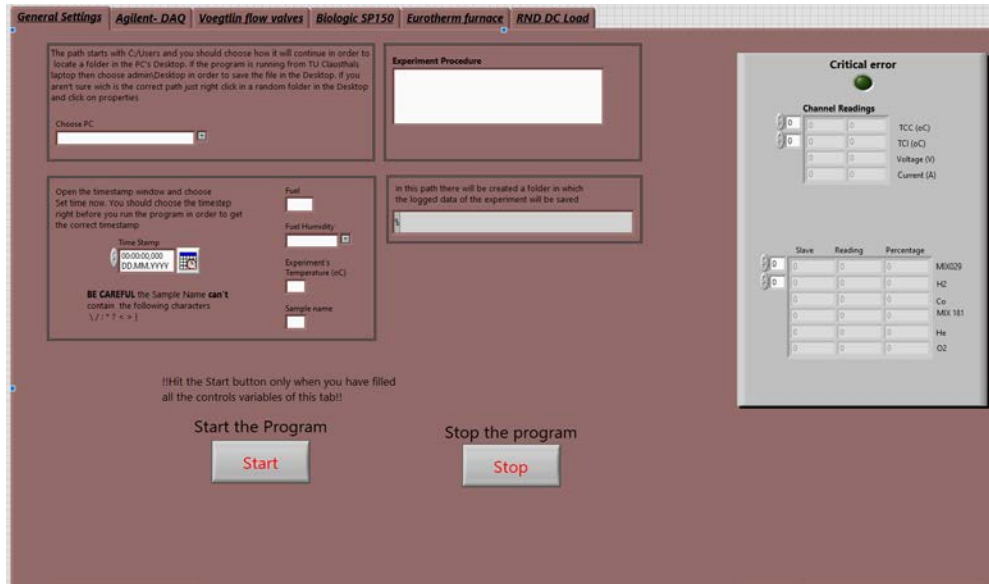 General Settings Agilent- DAQ Voegtlin flow valves Biologic SP150 Eurotherm furnace RND DC Load
The path starts with C:/Users and you should choose how it will continue in order to
locate a folder in the PC's Desktop. if the program is running from TU Clausthals
laptop then choose admin\Desktop in order to save the file in the Desktop. If you
aren't sure wich is the correct path just right click in a random folder in the Desktop
and click on properties
Choose PC
Experiment Procedure
Open the timestamp window and choose
Set time now. You should choose the timestep
right before you run the program in order to get
the correct timestamp
Time Stemp
00:00:00,000
DD.MM.YYYY
BE CAREFUL the Sample Name can't
contain the following characters
\ / : * ? < > |
Fuel
Fuel Humidity
Experiment's
Temperature (oC)
Sample name
In this path there will be created a folder in which
the logged data of the experiment will be saved
!!Hit the Start button only when you have filled
all the controls variables of this tab!!
Start the Program
Start
Stop the program
Stop
Critical error
Channel Readings
0 0 0 TCC (oC)
0 0 0 TCI (oC)
0 0 Voltage (V)
0 0 Current (A)
Slave Reading Percentage
0 0 0 0 MIX029
0 0 0 0 H2
0 0 0 Co
0 0 0 MIX 181
0 0 0 He
0 0 0 O2